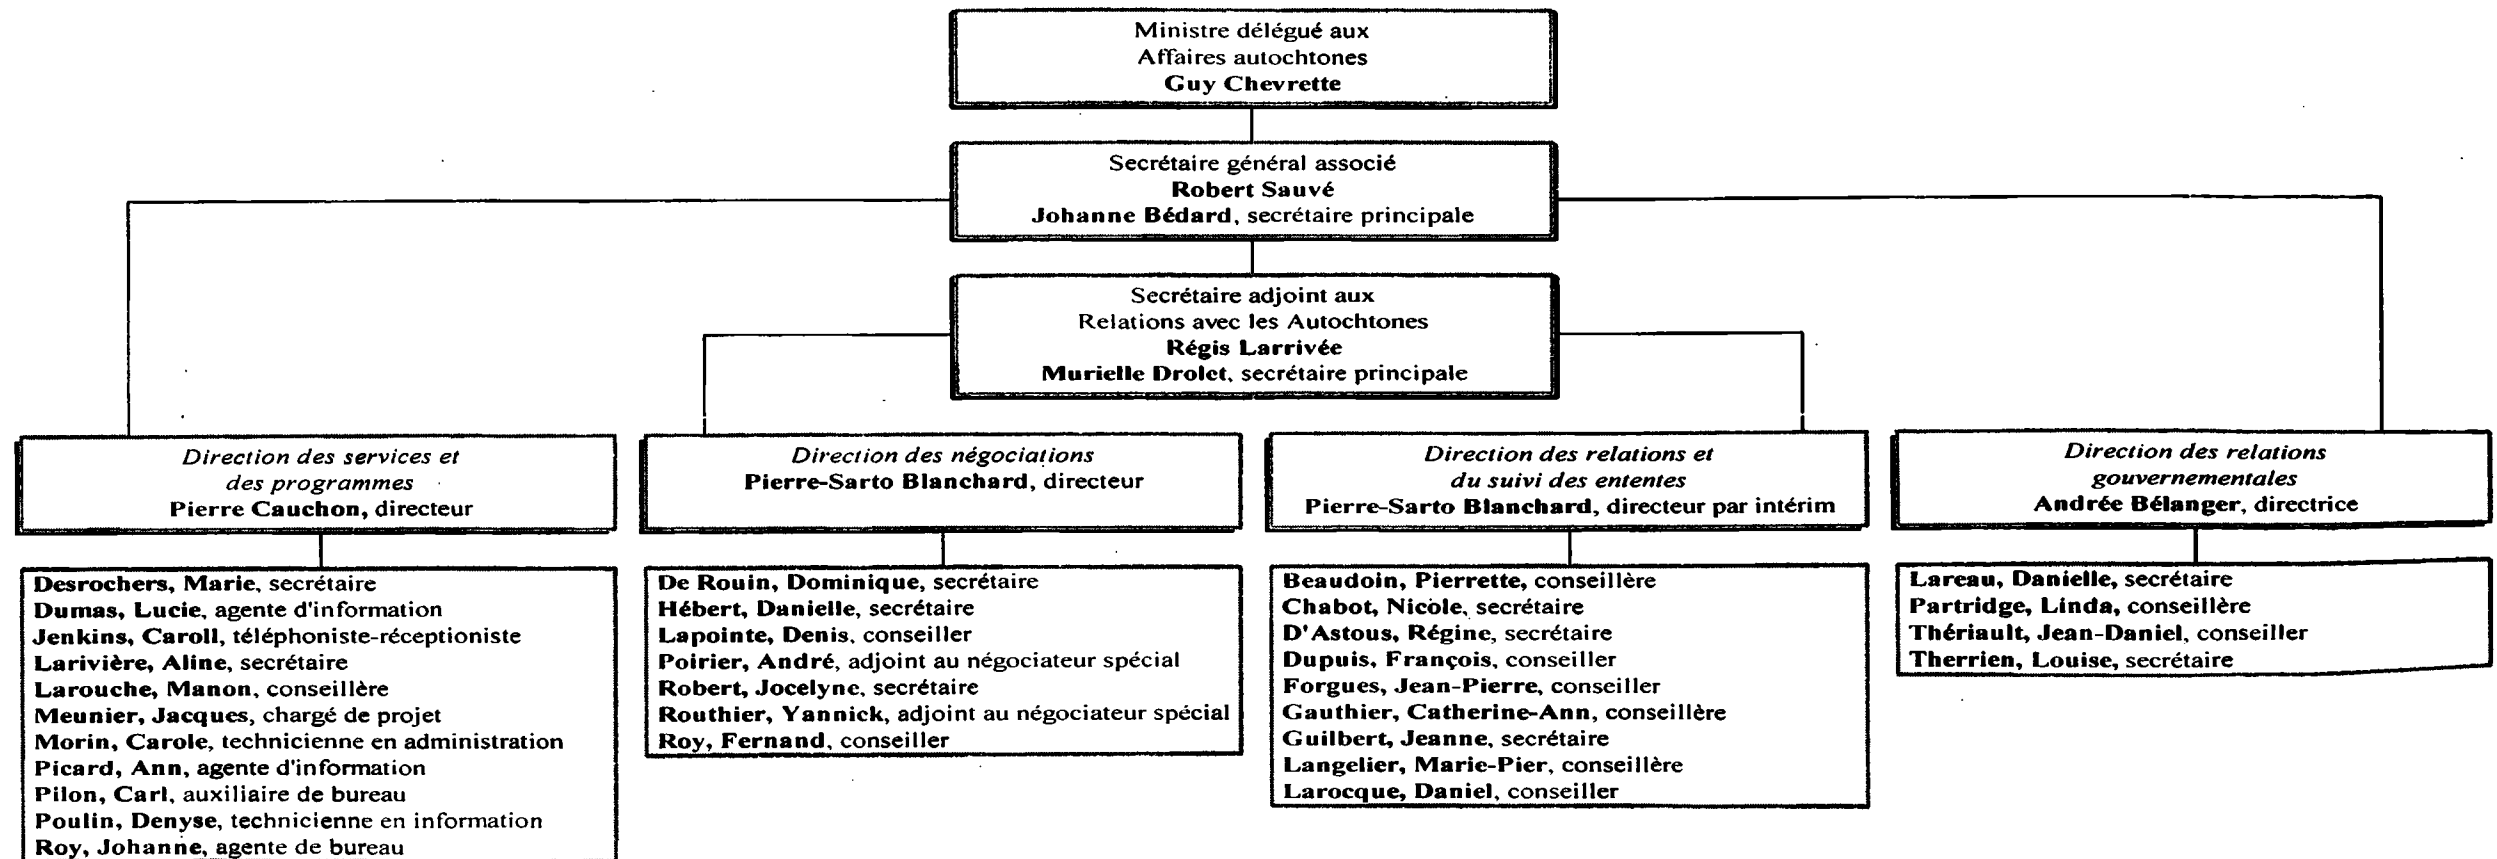 Ministre délégué aux
Affaires autochtones
Guy Chevrette
Secrétaire général associé
Robert Sauvé
Johanne Bédard, secrétaire principale
Secrétaire adjoint aux
Relations avec les Autochtones
Régis Larrivée
Murielle Drolet, secrétaire principale
Direction des services et
des programmes
Pierre Cauchon, directeur
Desrochers, Marie, secrétaire
Dumas, Lucie, agente d'information
Jenkins, Caroll, téléphoniste-réceptioniste
Larivière, Aline, secrétaire
Larouche, Manon, conseillère
Meunier, Jacques, chargé de projet
Morin, Carole, technicienne en administration
Picard, Ann, agente d'information
Pilon, Carl, auxiliaire de bureau
Poulin, Denyse, technicienne en information
Roy, Johanne, agente de bureau
Direction des négociations
Pierre-Sarto Blanchard, directeur
De Rouin, Dominique, secrétaire
Hébert, Danielle, secrétaire
Lapointe, Denis, conseiller
Poirier, André, adjoint au négociateur spécial
Robert, Jocelyne, secrétaire
Routhier, Yannick, adjoint au négociateur spécial
Roy, Fernand, conseiller
Direction des relations et
du suivi des ententes
Pierre-Sarto Blanchard, directeur par intérim
Beaudoin, Pierrette, conseillère
Chabot, Nicole, secrétaire
D'Astous, Régine, secrétaire
Dupuis, François, conseiller
Forgues, Jean-Pierre, conseiller
Gauthier, Catherine-Ann, conseillère
Guilbert, Jeanne, secrétaire
Langelier, Marie-Pier, conseillère
Larocque, Daniel, conseiller
Direction des relations
gouvernementales
Andrée Bélanger, directrice
Lareau, Danielle, secrétaire
Partridge, Linda, conseillère
Thériault, Jean-Daniel, conseiller
Therrien, Louise, secrétaire